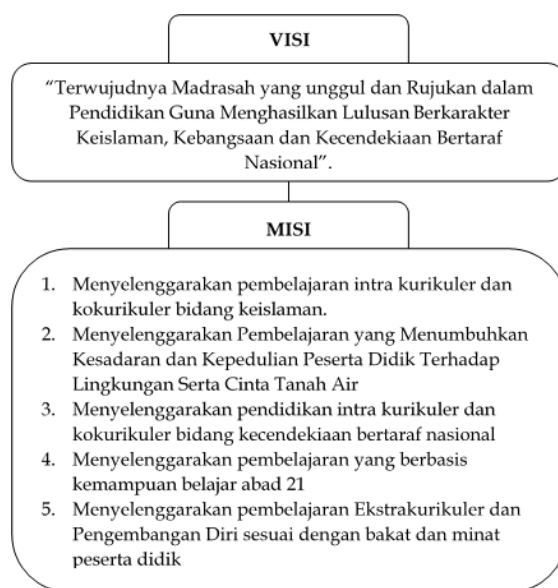 VISI
“Terwujudnya Madrasah yang unggul dan Rujukan dalam
Pendidikan Guna Menghasilkan Lulusan Berkarakter
Keislaman, Kebangsaan dan Kecendekiaan Bertaraf
Nasional”.
MISI
1. Menyelenggarakan pembelajaran intra kurikuler dan
kokurikuler bidang keislaman.
2. Menyelenggarakan Pembelajaran yang Menumbuhkan
Kesadaran dan Kepedulian Peserta Didik Terhadap
Lingkungan Serta Cinta Tanah Air
3. Menyelenggarakan pendidikan intra kurikuler dan
kokurikuler bidang kecendekiaan bertaraf nasional
4. Menyelenggarakan pembelajaran yang berbasis
kemampuan belajar abad 21
5. Menyelenggarakan pembelajaran Ekstrakurikuler dan
Pengembangan Diri sesuai dengan bakat dan minat
peserta didik